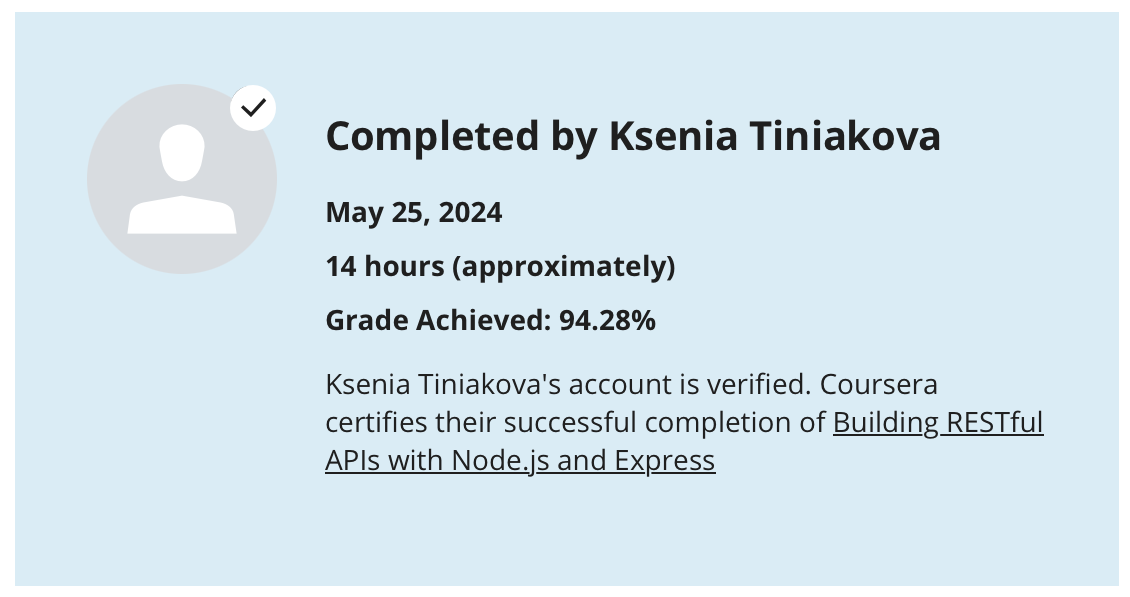 Completed by Ksenia Tiniakova
May 25, 2024
14 hours (approximately)
Grade Achieved: 94.28%
Ksenia Tiniakova's account is verified. Coursera
certifies their successful completion of Building RESTful
APIs with Node.js and Express